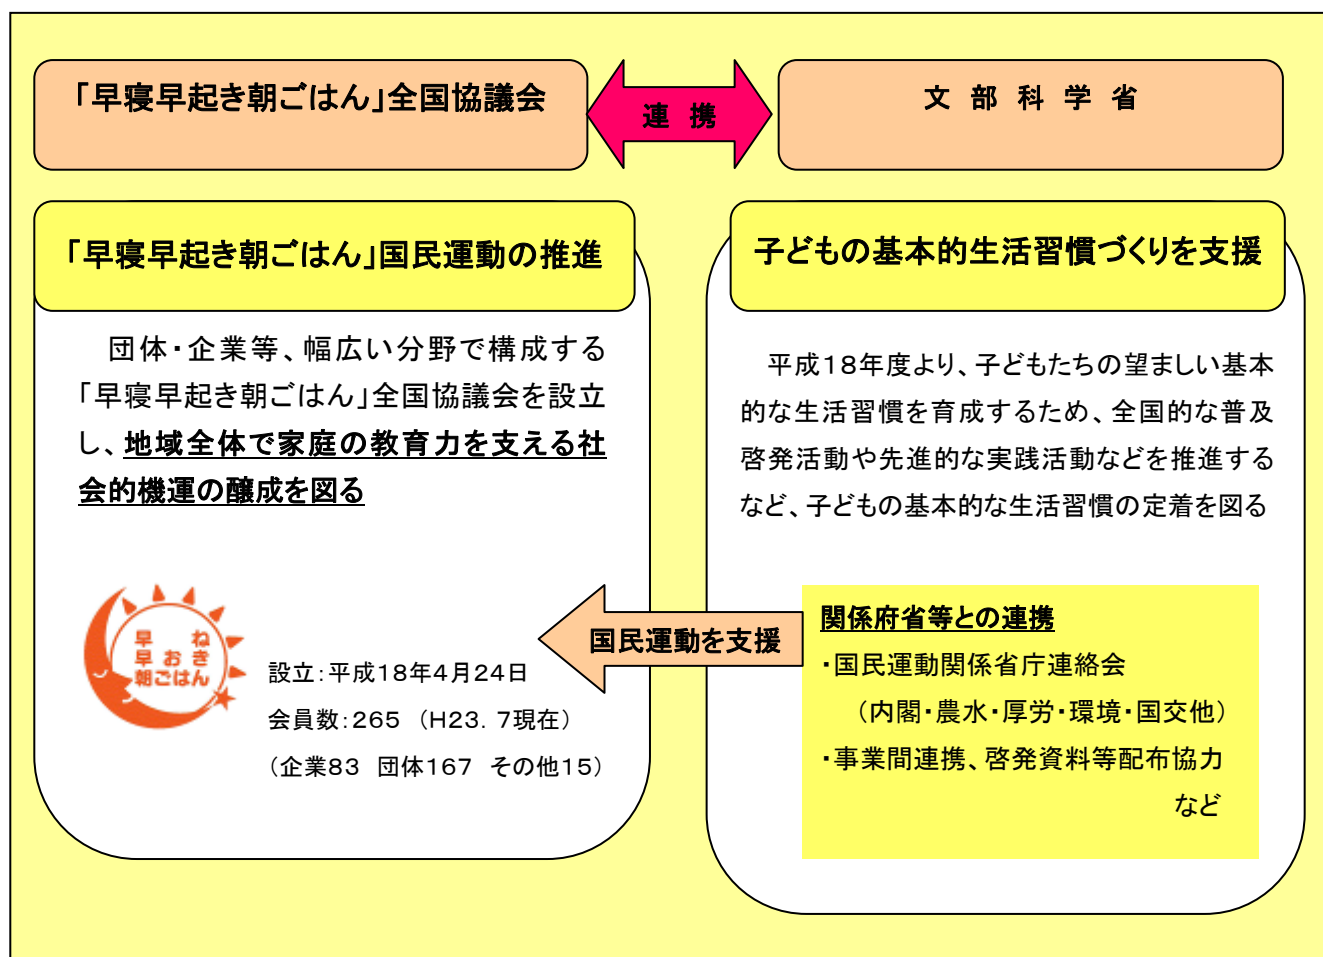 「早寝早起き朝ごはん」全国協議会
連 携
文 部 科 学 省
「早寝早起き朝ごはん」国民運動の推進
団体・企業等、幅広い分野で構成する
「早寝早起き朝ごはん」全国協議会を設立
し、地域全体で家庭の教育力を支える社
会的機運の醸成を図る
早 ね
早 お き
朝ごはん
設立：平成18年4月24日
会員数：265 （H23．7現在）
（企業83 団体167 その他15）
子どもの基本的生活習慣づくりを支援
平成18年度より、子どもたちの望ましい基本
的な生活習慣を育成するため、全国的な普及
啓発活動や先進的な実践活動などを推進する
など、子どもの基本的な生活習慣の定着を図る
国民運動を支援
関係府省等との連携
・国民運動関係省庁連絡会
（内閣・農水・厚労・環境・国交他）
・事業間連携、啓発資料等配布協力
など